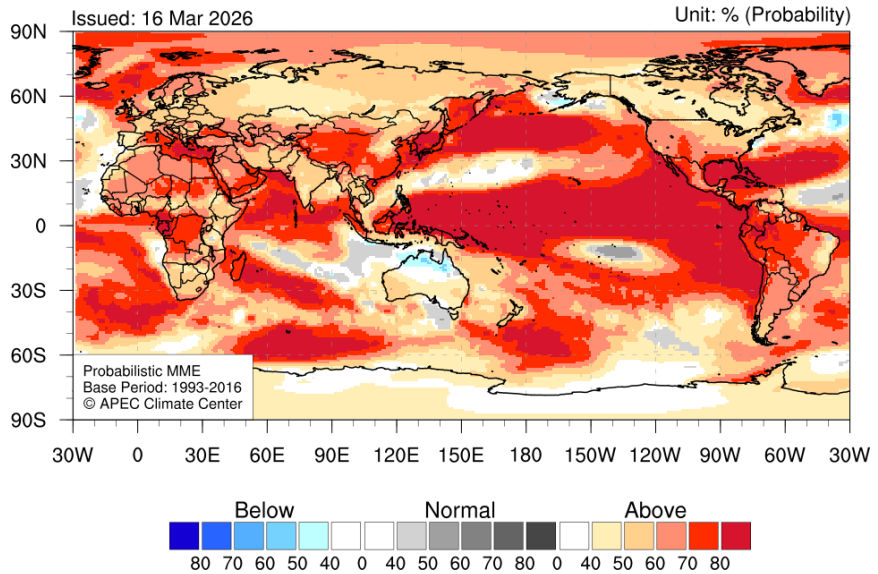 Issued: 16 Mar 2026
Unit: % (Probability)
90N
60N
30N
0
30S
60S
90S
Probabilistic MME
Base Period: 1993-2016
© APEC Climate Center
30W 0 30E 60E 90E 120E 150E 180E 150W 120W 90W 60W 30W
Below Normal Above
80 70 60 50 40 0 40 50 60 70 80 0 40 50 60 70 80